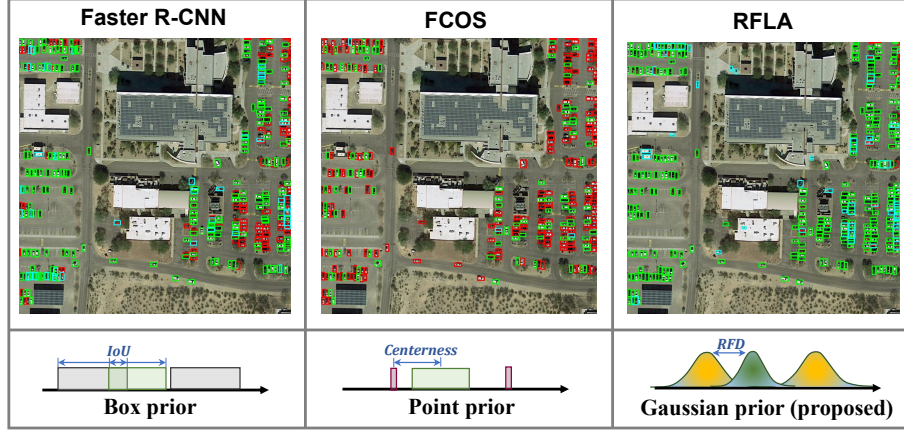 Faster R-CNN
FCOS
RFLA
IoU
Centerness
RFD
Box prior
Point prior
Gaussian prior (proposed)